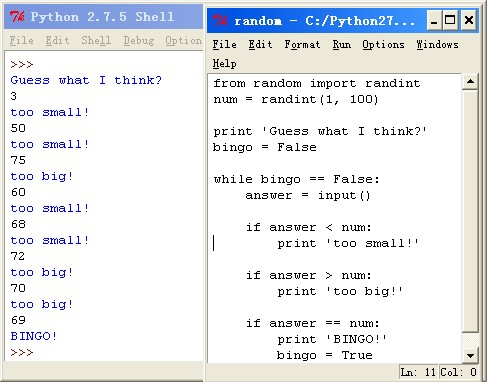 Python 2.7.5 Shell
File Edit Shell Debug Option
>>>
Guess what I think?
3
too small!
50
too small!
75
too big!
60
too small!
68
too small!
72
too big!
70
too big!
69
BINGO!
>>>
random - C:/Python27...
File Edit Format Run Options Windows
Help
from random import randint
num = randint(1, 100)
print 'Guess what I think?'
bingo = False
while bingo == False:
    answer = input()
    if answer < num:
        print 'too small!'
    if answer > num:
        print 'too big!'
    if answer == num:
        print 'BINGO!'
        bingo = True
Ln: 11 Col: 0